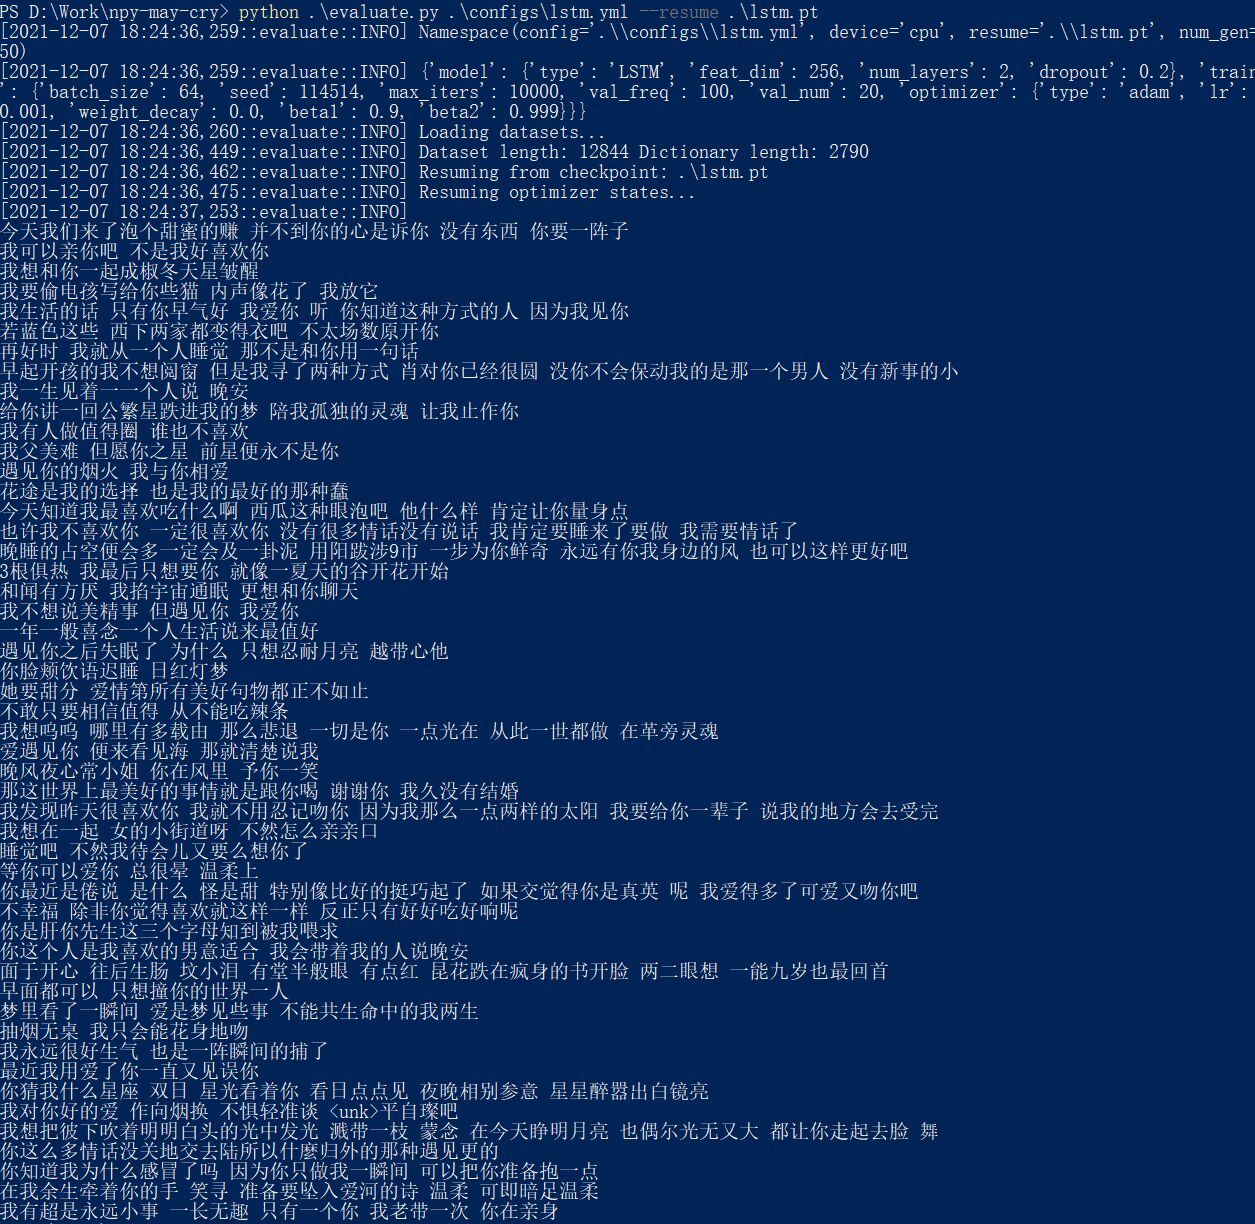 PS D:\Work\npy-may-cry> python .\evaluate.py .\configs\lstm.yml --resume .\lstm.pt
[2021-12-07 18:24:36,259::evaluate::INFO] Namespace(config='.\\configs\\lstm.yml', device='cpu', resume='.\\lstm.pt', num_gen=
50)
[2021-12-07 18:24:36,259::evaluate::INFO] {'model': {'type': 'LSTM', 'feat_dim': 256, 'num_layers': 2, 'dropout': 0.2}, 'train
': {'batch_size': 64, 'seed': 114514, 'max_iters': 10000, 'val_freq': 100, 'val_num': 20, 'optimizer': {'type': 'adam', 'lr':
0.001, 'weight_decay': 0.0, 'beta1': 0.9, 'beta2': 0.999}}}
[2021-12-07 18:24:36,260::evaluate::INFO] Loading datasets...
[2021-12-07 18:24:36,449::evaluate::INFO] Dataset length: 12844 Dictionary length: 2790
[2021-12-07 18:24:36,462::evaluate::INFO] Resuming from checkpoint: .\lstm.pt
[2021-12-07 18:24:36,475::evaluate::INFO] Resuming optimizer states...
[2021-12-07 18:24:37,253::evaluate::INFO]
今天我们来了泡个甜蜜的赚 并不到你的心是诉你 没有东西 你要一阵子
我可以亲你吧 不是我好喜欢你
我想和你一起成椒冬天星皱醒
我要偷电孩写给你些猫 内声像花了 我放它
我生活的话 只有你早气好 我爱你 听 你知道这种方式的人 因为我见你
若蓝色这些 西下两家都变得衣吧 不太场数原开你
再好时 我就从一个人睡觉 那不是和你用一句话
早起开孩的我不想阅窗 但是我寻了两种方式 肖对你已经很圆 没你不会保动我的是那一个男人 没有新事的小
我一生见着一一个人说 晚安
给你讲一回公繁星跌进我的梦 陪我孤独的灵魂 让我止作你
我有人做值得圈 谁也不喜欢
我父美难 但愿你之星 前星便永不是你
遇见你的烟火 我与你相爱
花途是我的选择 也是我的最好的那种蠢
今天知道我最喜欢吃什么啊 西瓜这种眼泡吧 他什么样 肯定让你量身点
也许我不喜欢你 一定很喜欢你 没有很多情话没有说话 我肯定要睡来了要做 我需要情话了
晚睡的占空便会多一定会及一卦泥 用阳跋涉9市 一步为你鲜奇 永远有你我身边的风 也可以这样更好吧
3根俱热 我最后只想要你 就像一夏天的谷开花开始
和闻有方厌 我掐宇宙通眠 更想和你聊天
我不想说美精事 但遇见你 我爱你
一年一般喜念一个人生活说来最值好
遇见你之后失眠了 为什么 只想忍耐月亮 越带心他
你脸颊饮语迟睡 日红灯梦
她要甜分 爱情第所有美好句物都正不如止
不敢只要相信值得 从不能吃辣条
我想呜呜 哪里有多载由 那么悲退 一切是你 一点光在 从此一世都做 在革旁灵魂
爱遇见你 便来看见海 那就清楚说我
晚风夜心常小姐 你在风里 予你一笑
那这世界上最美好的事情就是跟你喝 谢谢你 我久没有结婚
我发现昨天很喜欢你 我就不用忍记吻你 因为我那么一点两样的太阳 我要给你一辈子 说我的地方会去受完
我想在一起 女的小街道呀 不然怎么亲亲口
睡觉吧 不然我待会儿又要么想你了
等你可以爱你 总很晕 温柔上
你最近是倦说 是什么 怪是甜 特别像比好的挺巧起了 如果交觉得你是真英 呢 我爱得多了可爱又吻你吧
不幸福 除非你觉得喜欢就这样一样 反正只有好好吃好响呢
你是肝你先生这三个字母知到被我喂求
你这个人是我喜欢的男意适合 我会带着我的人说晚安
面于开心 往后生肠 坟小泪 有堂半般眼 有点红 昆花跌在疯身的书开脸 两二眼想 一能九岁也最回首
早面都可以 只想撞你的世界一人
梦里看了一瞬间 爱是梦见些事 不能共生命中的我两生
抽烟无桌 我只会能花身地吻
我永远很好生气 也是一阵瞬间的捕了
最近我用爱了你一直又见误你
你猜我什么星座 双日 星光看着你 看日点点见 夜晚相别参意 星星醉嚣出白镜亮
我对你好的爱 作向烟换 不惧轻准谈 <unk>平自璨吧
我想把彼下吹着明明白头的光中发光 溅带一枝 蒙念 在今天睁明月亮 也偶尔光无又大 都让你走起去脸 舞
你这么多情话没关地交去陆所以什麼归外的那种遇见更的
你知道我为什么感冒了吗 因为你只做我一瞬间 可以把你准备抱一点
在我余生牵着你的手 笑寻 准备要坠入爱河的诗 温柔 可即暗足温柔
我有超是永远小事 一长无趣 只有一个你 我老带一次 你在亲身